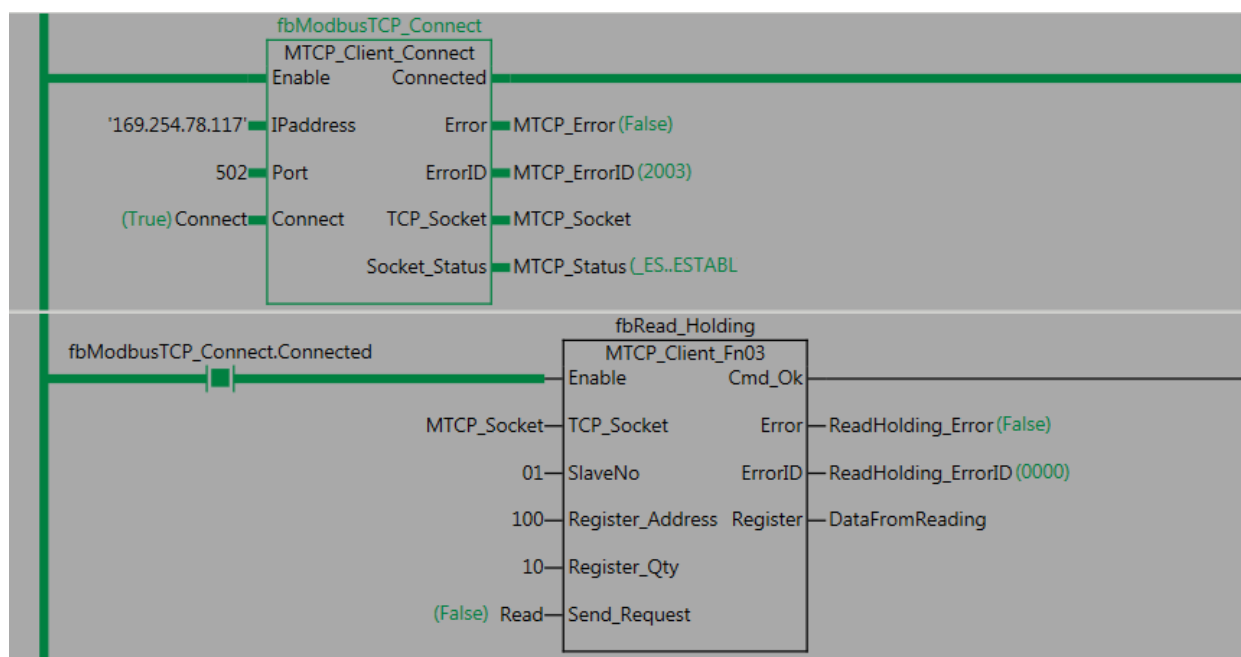 fbModbusTCP_Connect
MTCP_Client_Connect
Enable Connected
'169.254.78.117' IPaddress Error MTCP_Error (False)
502 Port ErrorID MTCP_ErrorID (2003)
(True) Connect Connect TCP_Socket MTCP_Socket
Socket_Status MTCP_Status (_ES..ESTABL
fbRead_Holding
fbModbusTCP_Connect.Connected MTCP_Client_Fn03
Enable Cmd_Ok
MTCP_Socket TCP_Socket Error ReadHolding_Error (False)
01 SlaveNo ErrorID ReadHolding_ErrorID (0000)
100 Register_Address Register DataFromReading
10 Register_Qty
(False) Read Send_Request